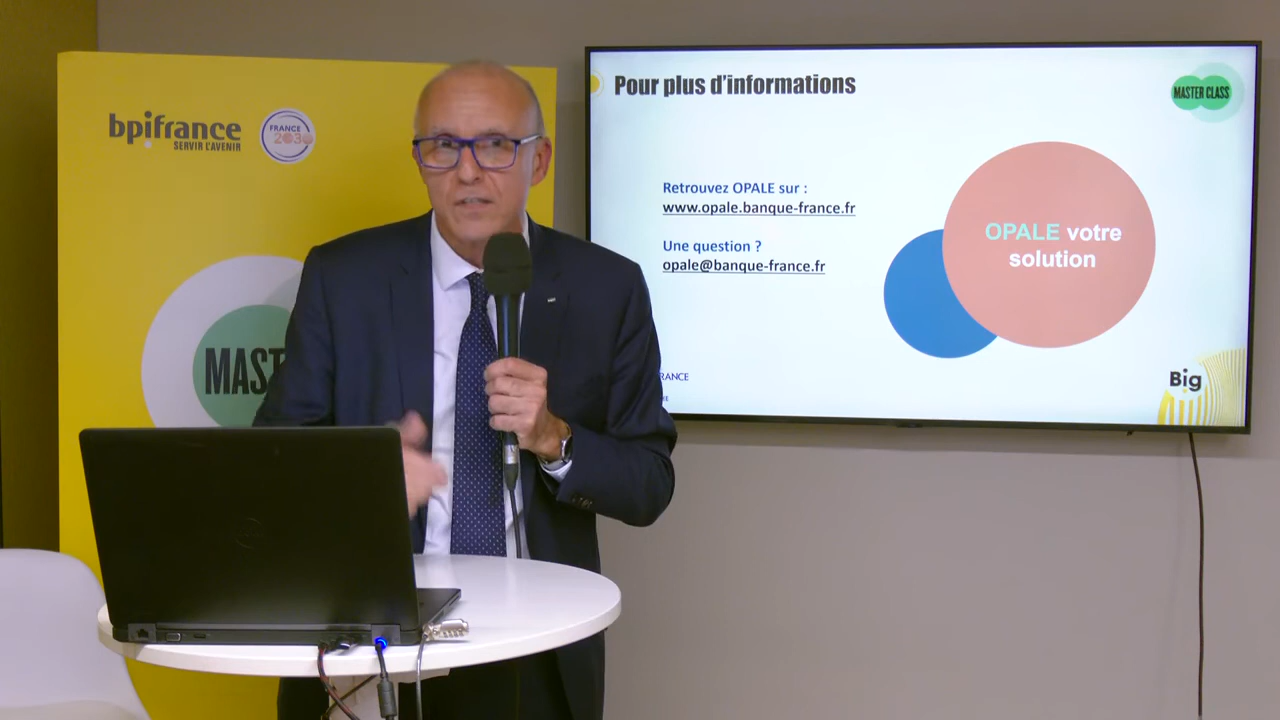 bpifrance
SERVIR L'AVENIR
FRANCE
2030
MAST
Pour plus d'informations
MASTER CLASS
Retrouvez OPALE sur :
www.opale.banque-france.fr
Une question ?
opale@banque-france.fr
OPALE votre
solution
RANCE
Big